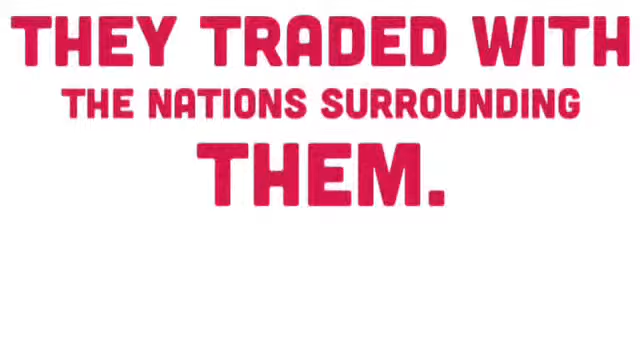 THEY TRADED WITH
THE NATIONS SURROUNDING
THEM.